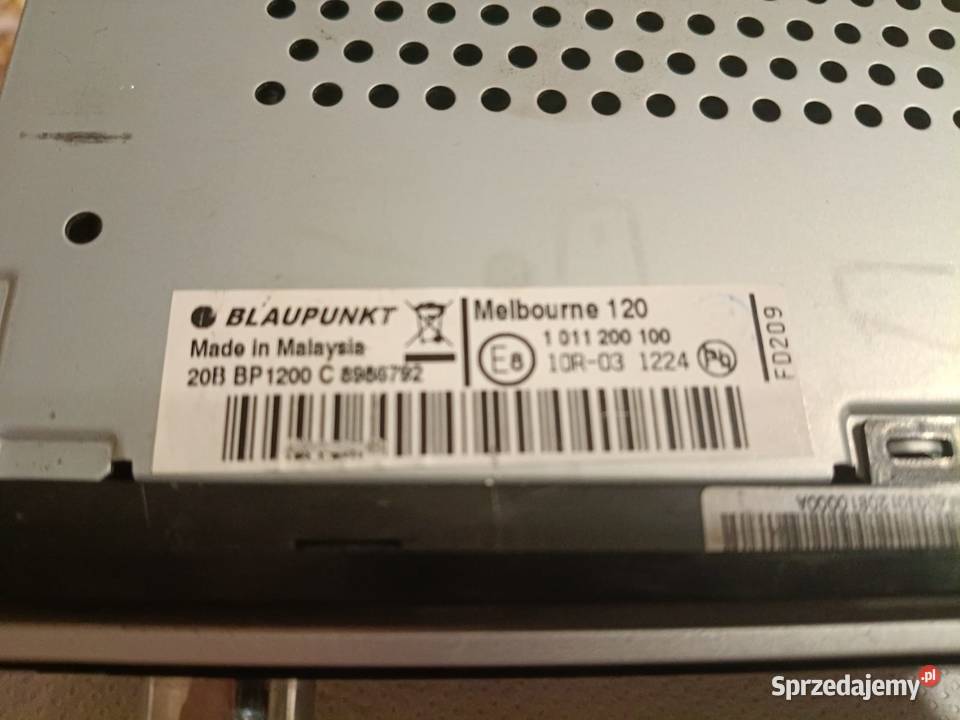 BLAUPUNKT
Made in Malaysia
20B BP1200 C 8986792
Melbourne 120
1 011 200 100
E8 10R-03 1224 Pb
FD209
Sprzedajemy.pl